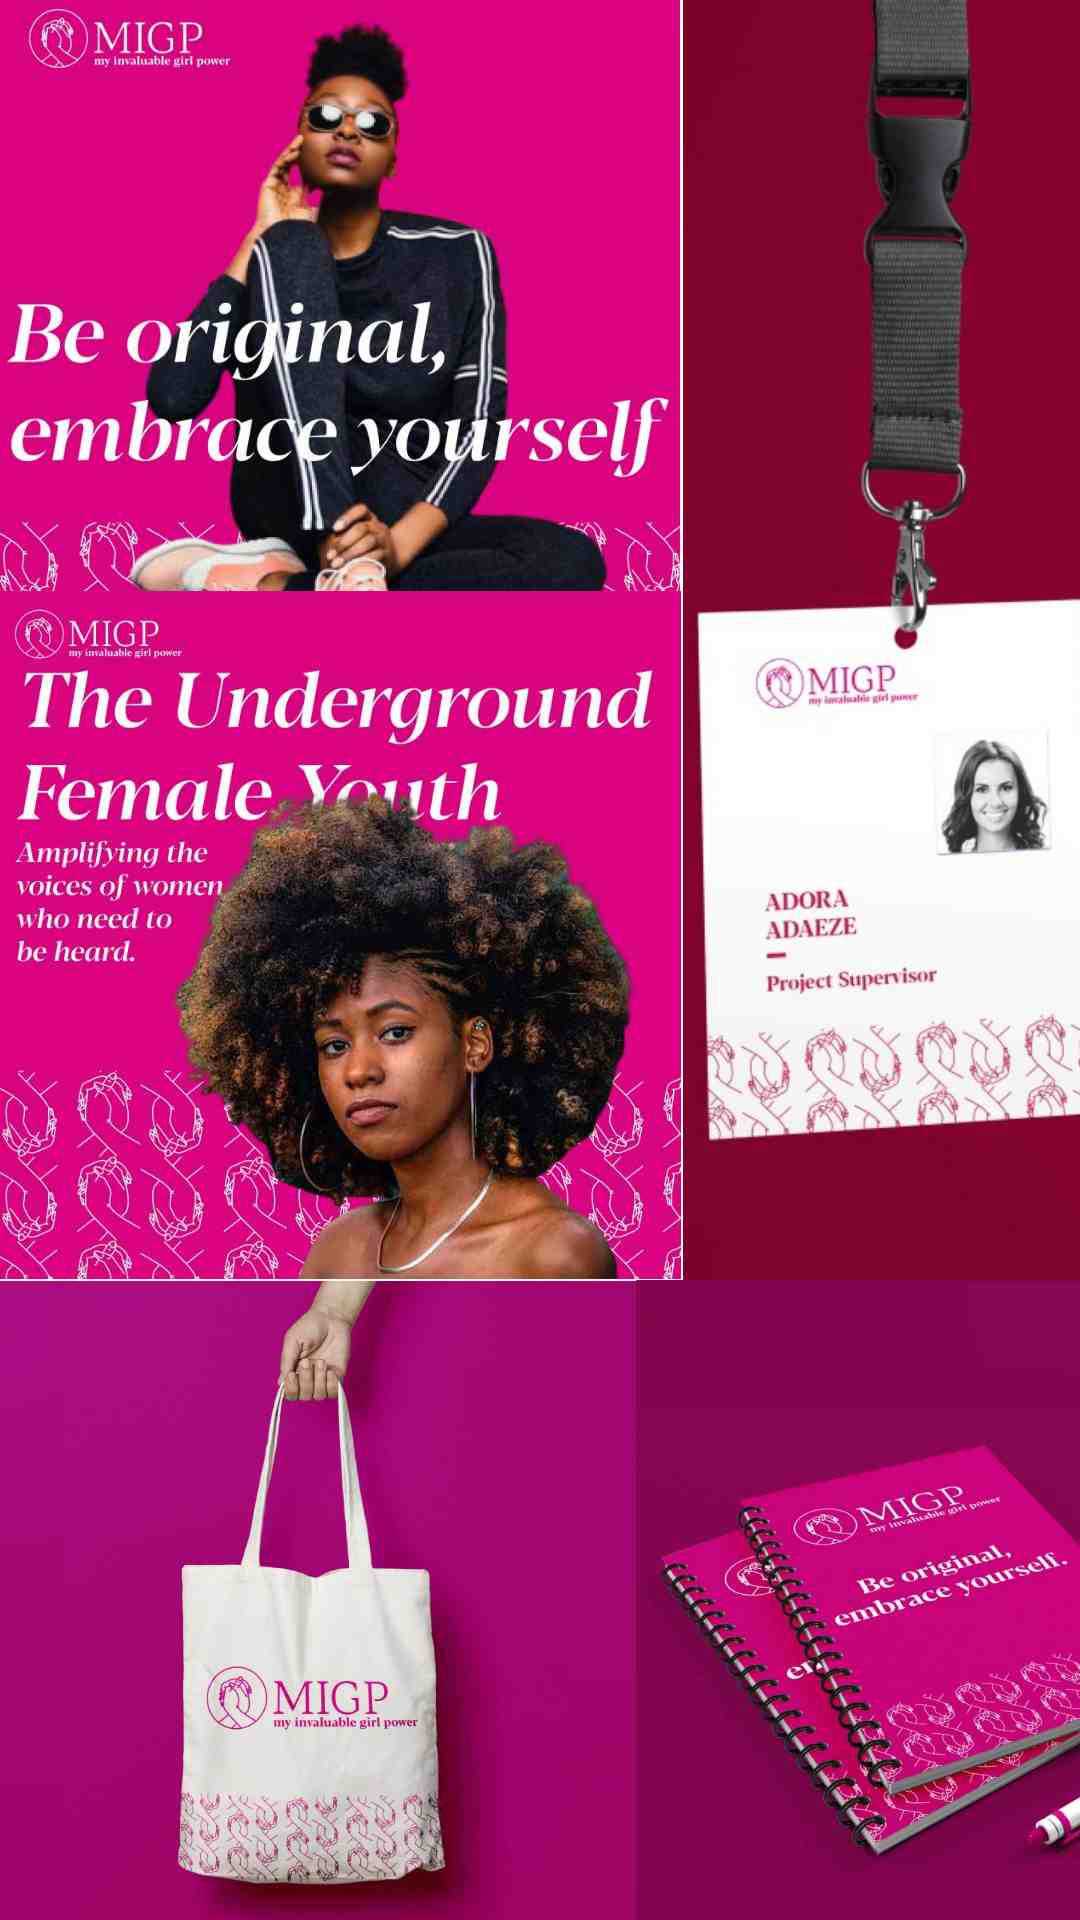 MIGP
my invaluable girl power
Be original,
embrace yourself
MIGP
my invaluable girl power
The Underground
Female Youth
Amplifying the
voices of women
who need to
be heard.
MIGP
my invaluable girl power
ADORA
ADAEZE
Project Supervisor
MIGP
my invaluable girl power
MIGP
my invaluable girl power
Be original,
embrace yourself.